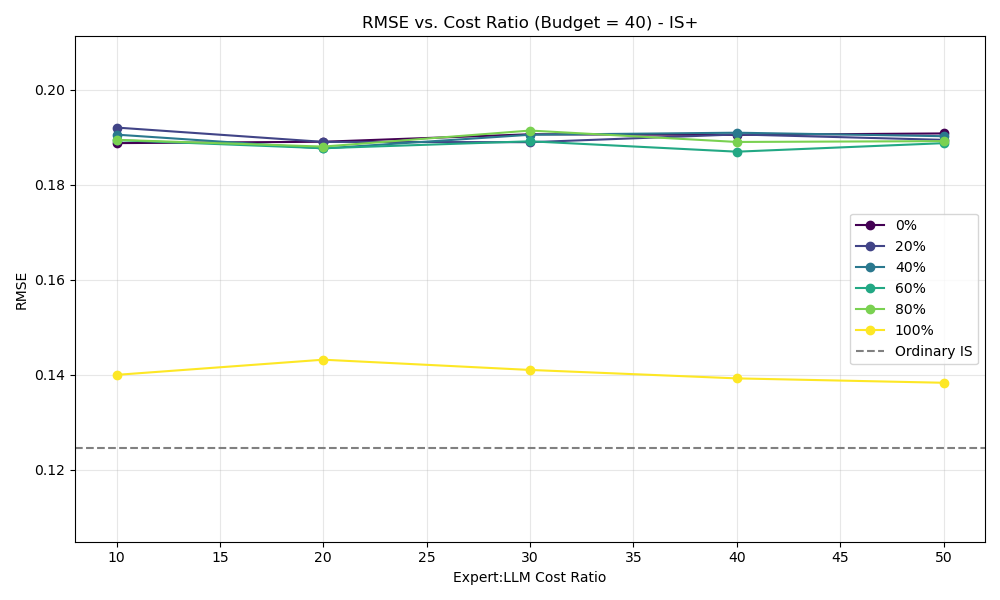 RMSE vs. Cost Ratio (Budget = 40) - IS+
RMSE
0.20
0.18
0.16
0.14
0.12
0%
20%
40%
60%
80%
100%
Ordinary IS
10 15 20 25 30 35 40 45 50
Expert:LLM Cost Ratio